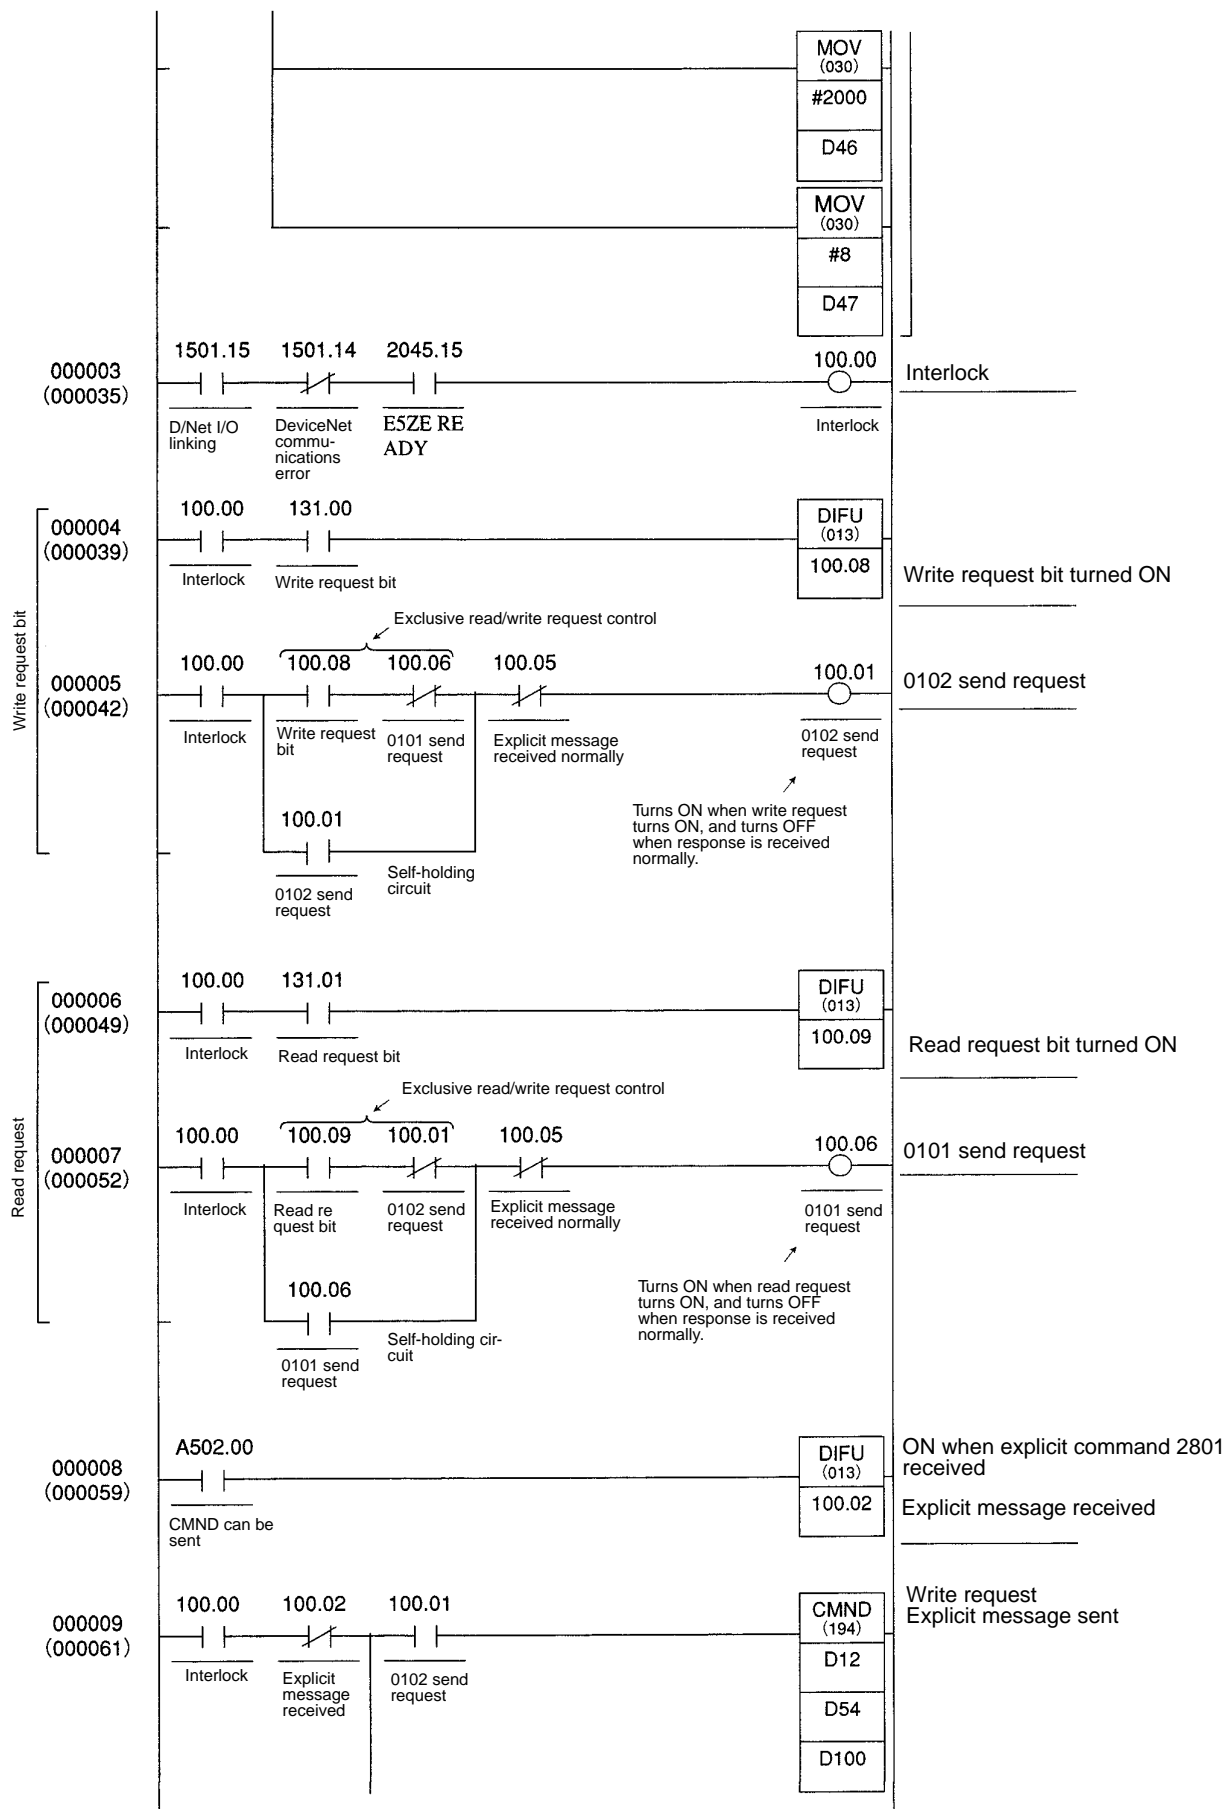 MOV
(030)
#2000
D46
MOV
(030)
#8
D47
000003
(000035)
1501.15
1501.14
2045.15
100.00
Interlock
D/Net I/O
linking
DeviceNet
commu-
nications
error
E5ZE RE
ADY
Interlock
Write request bit
000004
(000039)
100.00
131.00
DIFU
(013)
100.08
Interlock
Write request bit
Write request bit turned ON
Exclusive read/write request control
000005
(000042)
100.00
100.08
100.06
100.05
100.01
0102 send request
Interlock
Write request
bit
0101 send
request
Explicit message
received normally
0102 send
request
Turns ON when write request
turns ON, and turns OFF
when response is received
normally.
100.01
0102 send
request
Self-holding
circuit
Read request
000006
(000049)
100.00
131.01
DIFU
(013)
100.09
Interlock
Read request bit
Read request bit turned ON
Exclusive read/write request control
000007
(000052)
100.00
100.09
100.01
100.05
100.06
0101 send request
Interlock
Read re
quest bit
0102 send
request
Explicit message
received normally
0101 send
request
Turns ON when read request
turns ON, and turns OFF
when response is received
normally.
100.06
0101 send
request
Self-holding cir-
cuit
000008
(000059)
A502.00
CMND can be
sent
DIFU
(013)
100.02
ON when explicit command 2801
received
Explicit message received
000009
(000061)
100.00
100.02
100.01
Interlock
Explicit
message
received
0102 send
request
CMND
(194)
D12
D54
D100
Write request
Explicit message sent